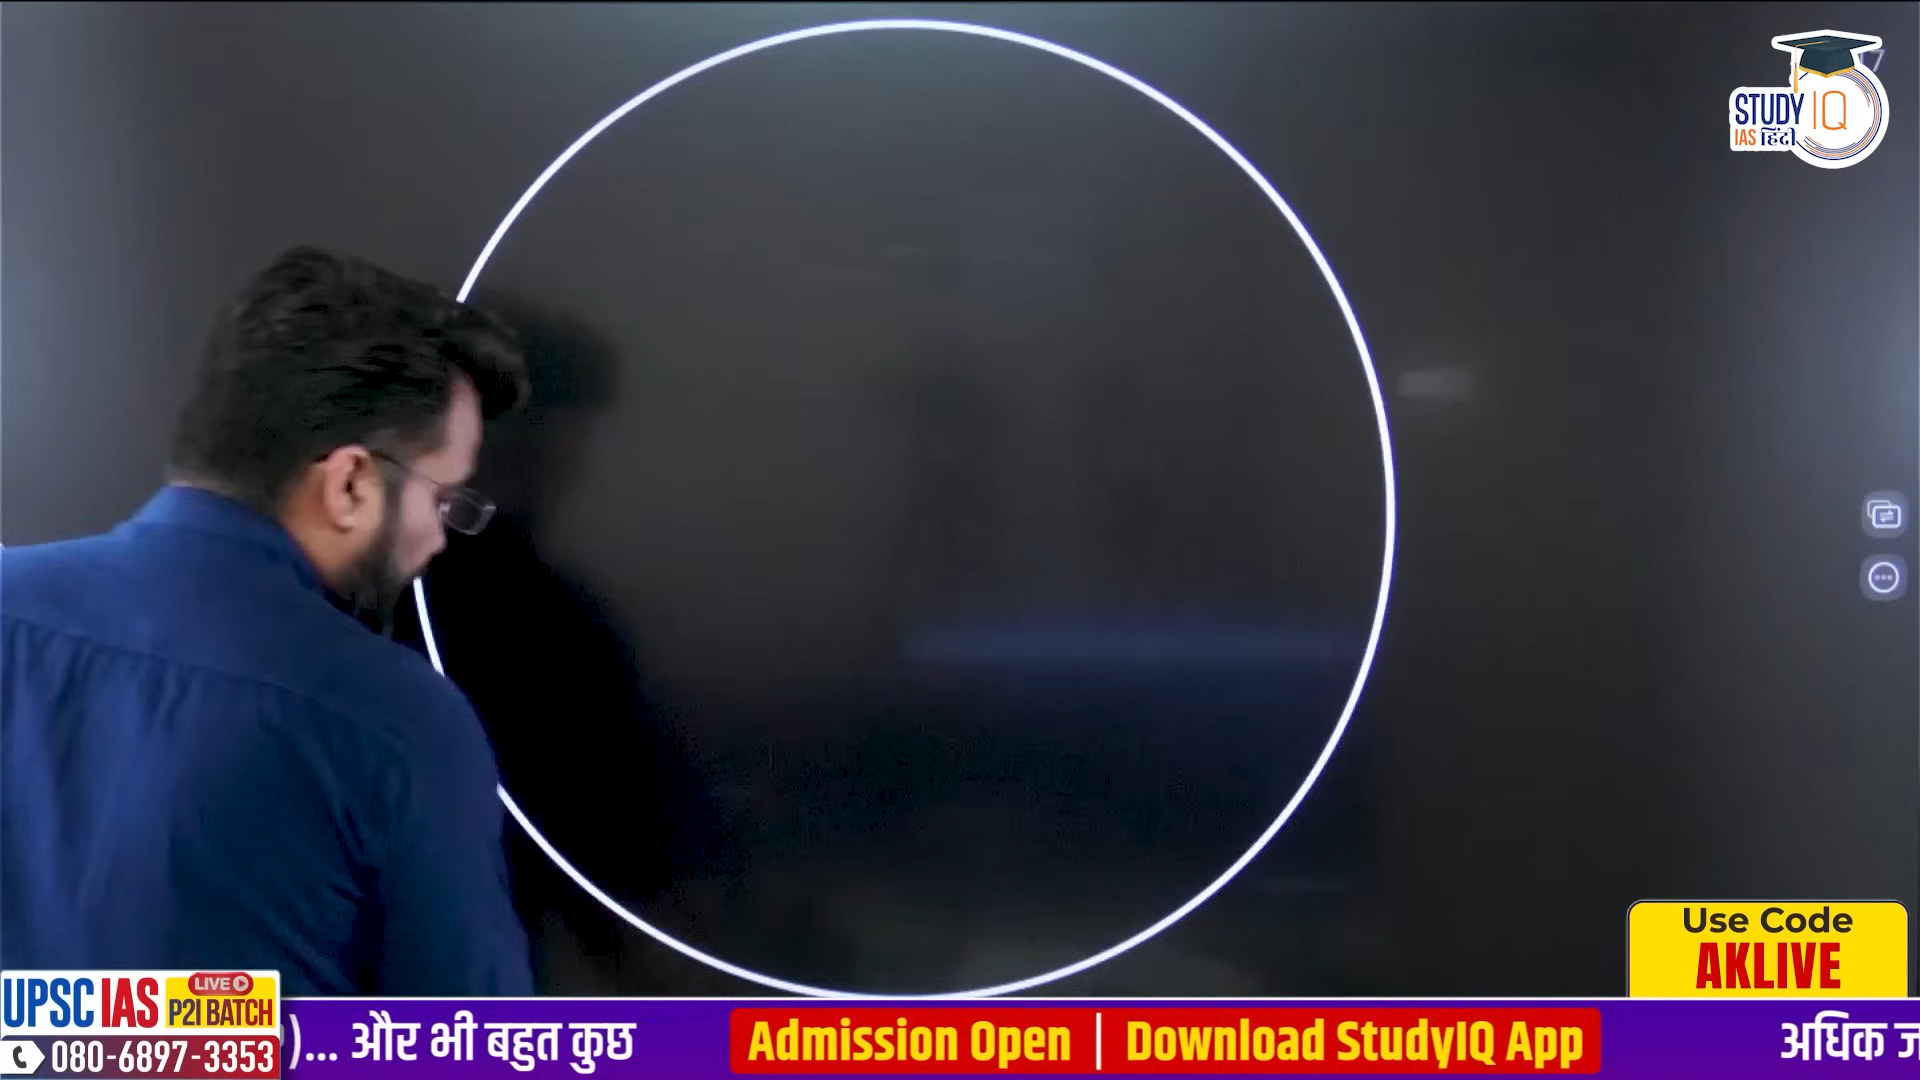 STUDY IQ
IAS हिंदी
Use Code
AKLIVE
UPSC IAS
LIVE
P2I BATCH
080-6897-3353
)... और भी बहुत कुछ
Admission Open | Download StudyIQ App
अधिक